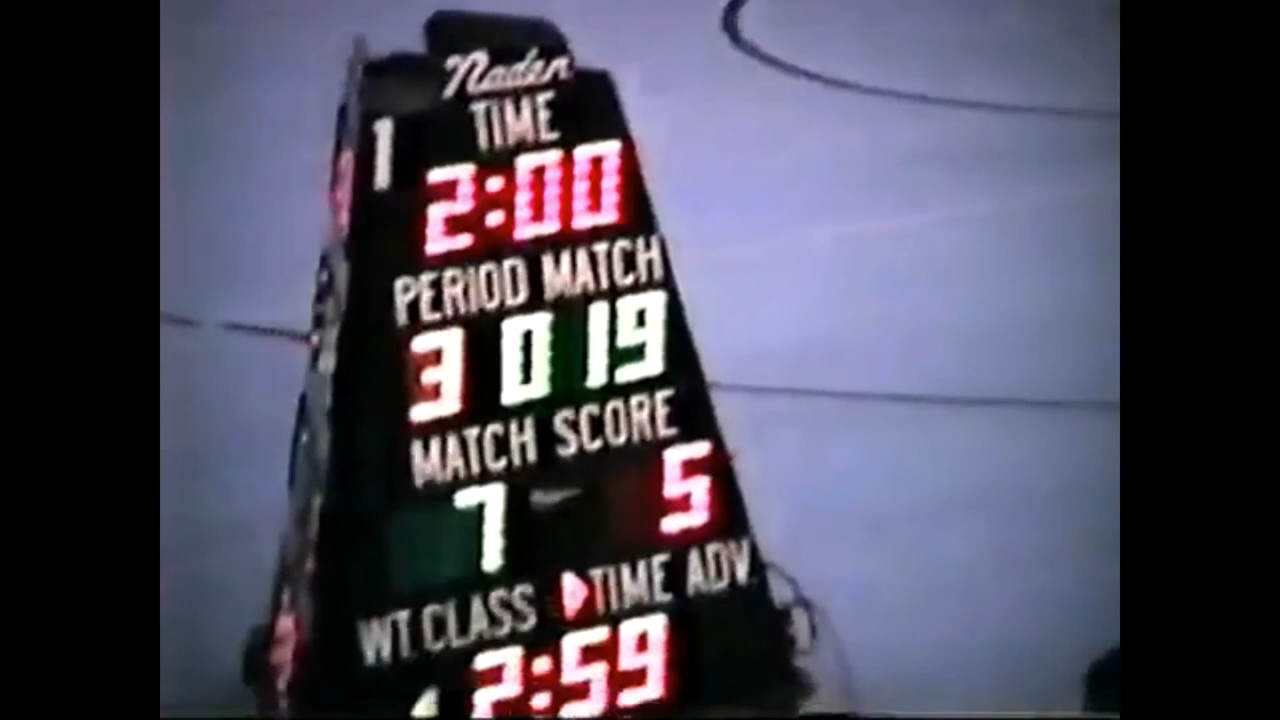 Naden
1 TIME
2:00
PERIOD MATCH
3 0 19
MATCH SCORE
7 5
WT. CLASS TIME ADV.
2:59